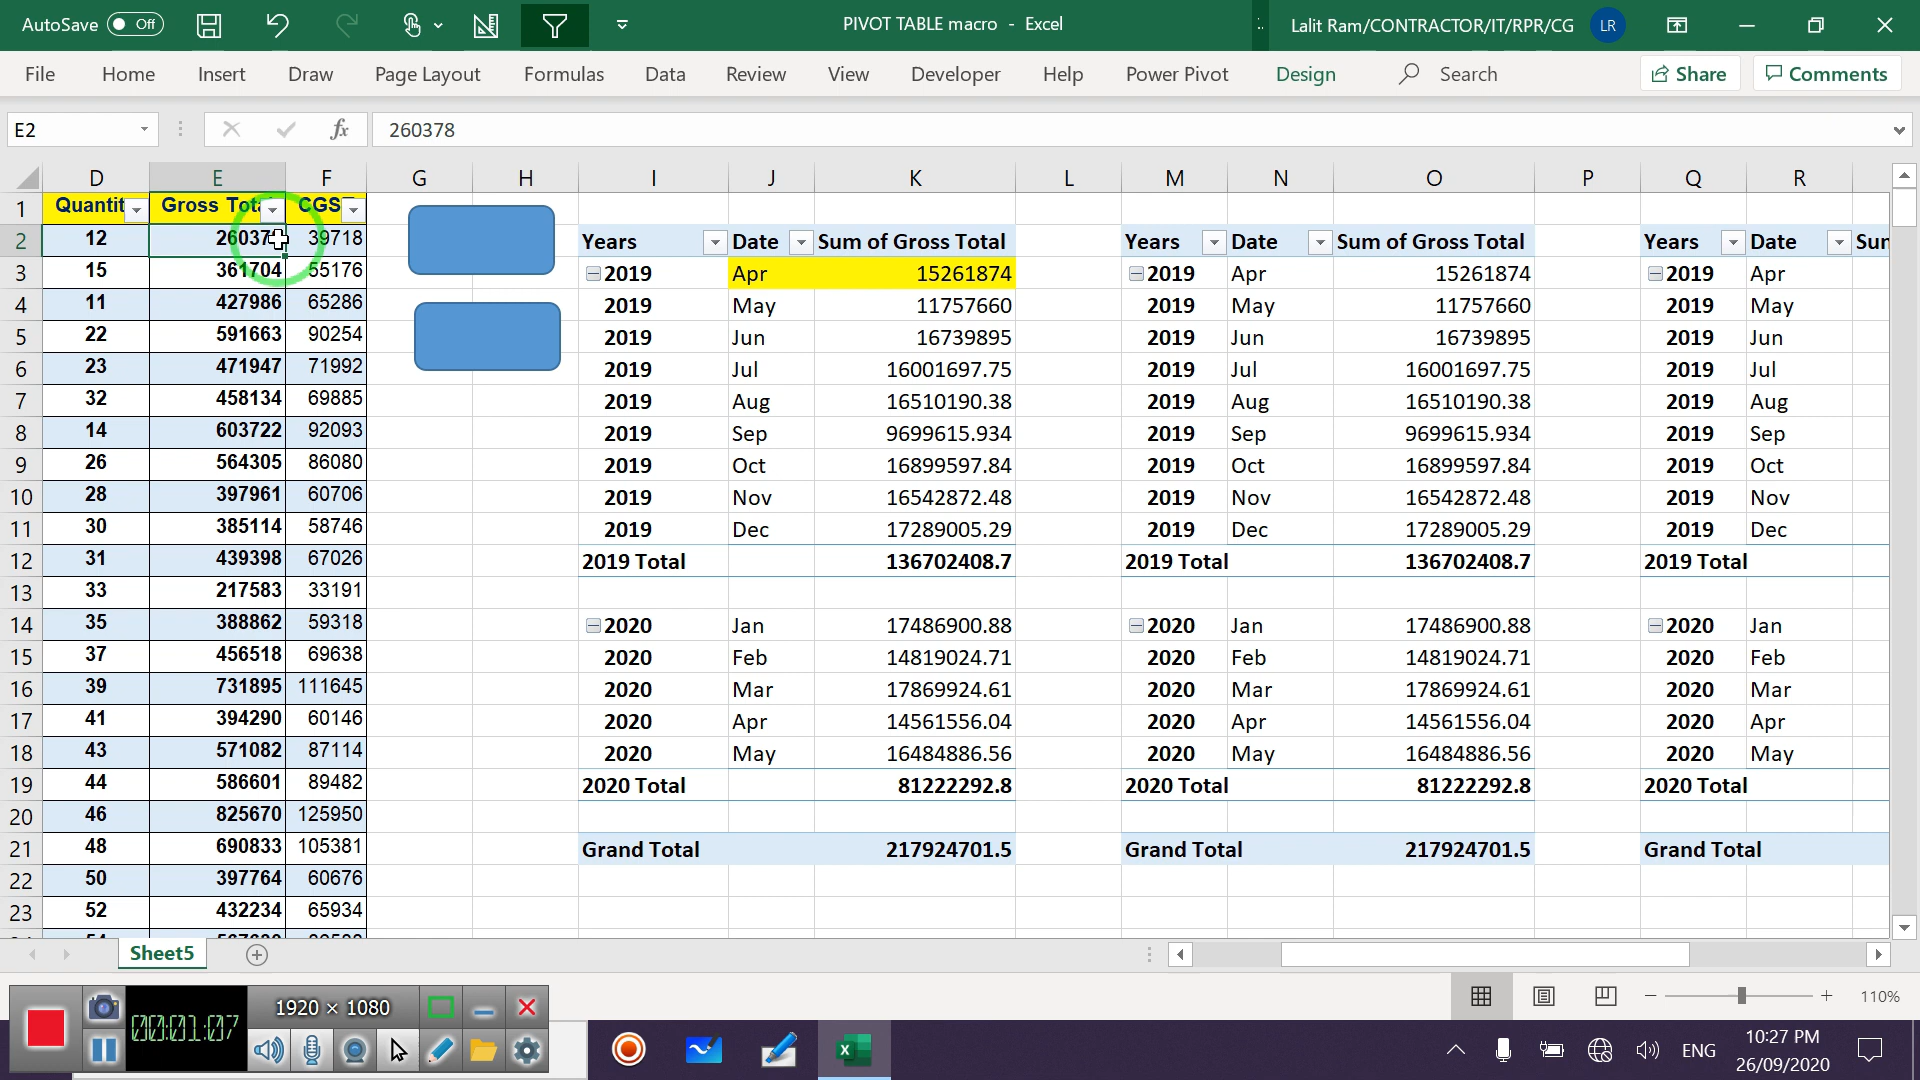 AutoSave Off PIVOT TABLE macro - Excel Lalit Ram/CONTRACTOR/IT/RPR/CG LR
File Home Insert Draw Page Layout Formulas Data Review View Developer Help Power Pivot Design Search Share Comments
E2 fx 260378
D E F G H I J K L M N O P Q R
1 Quantit Gross Tota CGS
2 12 39718 Years Date Sum of Gross Total Years Date Sum of Gross Total Years Date Sun
3 15 361704 55176 2019 Apr 15261874 2019 Apr 15261874 2019 Apr
4 11 427986 65286 2019 May 11757660 2019 May 11757660 2019 May
5 22 591663 90254 2019 Jun 16739895 2019 Jun 16739895 2019 Jun
6 23 471947 71992 2019 Jul 16001697.75 2019 Jul 16001697.75 2019 Jul
7 32 458134 69885 2019 Aug 16510190.38 2019 Aug 16510190.38 2019 Aug
8 14 603722 92093 2019 Sep 9699615.934 2019 Sep 9699615.934 2019 Sep
9 26 564305 86080 2019 Oct 16899597.84 2019 Oct 16899597.84 2019 Oct
10 28 397961 60706 2019 Nov 16542872.48 2019 Nov 16542872.48 2019 Nov
11 30 385114 58746 2019 Dec 17289005.29 2019 Dec 17289005.29 2019 Dec
12 31 439398 67026 2019 Total 136702408.7 2019 Total 136702408.7 2019 Total
13 33 217583 33191
14 35 388862 59318 2020 Jan 17486900.88 2020 Jan 17486900.88 2020 Jan
15 37 456518 69638 2020 Feb 14819024.71 2020 Feb 14819024.71 2020 Feb
16 39 731895 111645 2020 Mar 17869924.61 2020 Mar 17869924.61 2020 Mar
17 41 394290 60146 2020 Apr 14561556.04 2020 Apr 14561556.04 2020 Apr
18 43 571082 87114 2020 May 16484886.56 2020 May 16484886.56 2020 May
19 44 586601 89482 2020 Total 81222292.8 2020 Total 81222292.8 2020 Total
20 46 825670 125950
21 48 690833 105381 Grand Total 217924701.5 Grand Total 217924701.5 Grand Total
22 50 397764 60676
23 52 432234 65934
Sheet5
110%
1920 × 1080
00:01:07
ENG 10:27 PM
26/09/2020